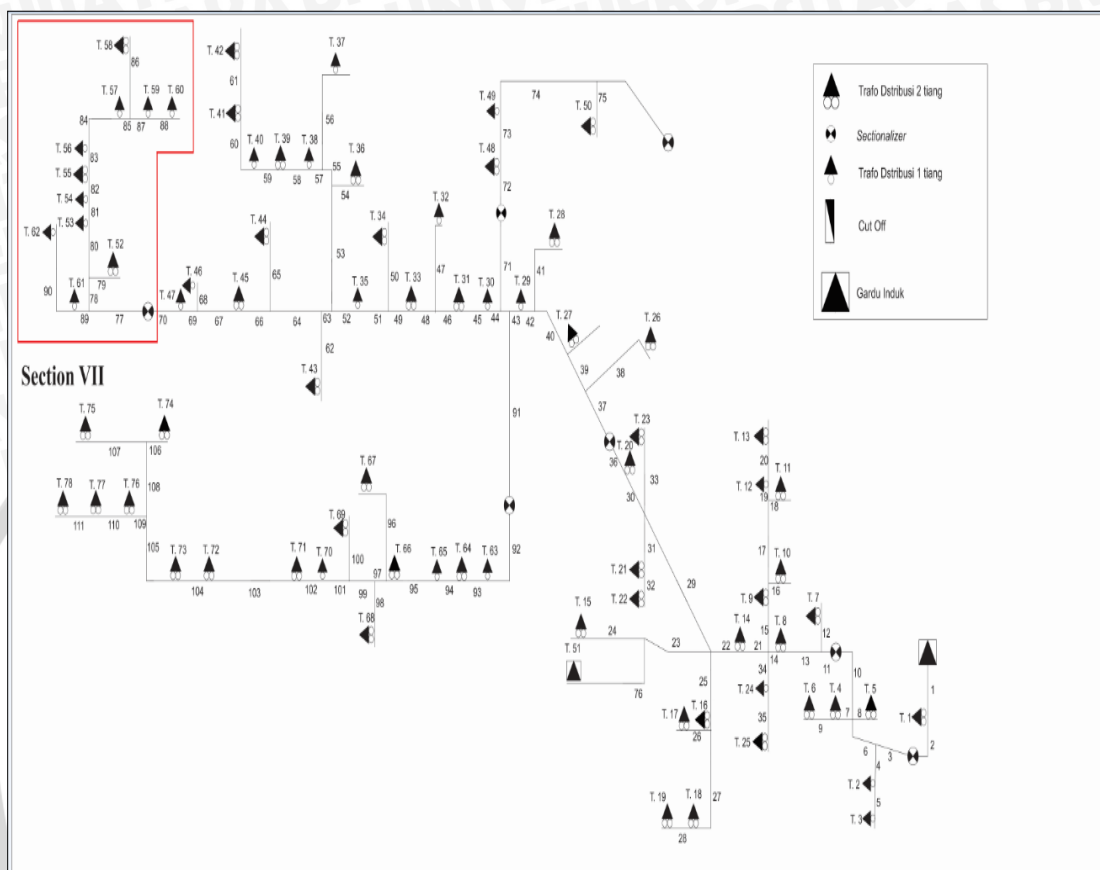 T. 58
86
T. 57
T. 59
T. 60
84
85
87
88
T. 56
83
T. 55
82
T. 54
81
T. 53
T. 62
80
T. 52
79
T. 61
78
90
89
77
Section VII
T. 42
61
T. 41
60
T. 37
56
T. 40
T. 39
T. 38
T. 36
59
58
57
55
54
53
T. 44
65
T. 46
T. 47
68
T. 45
70
69
67
66
64
63
62
T. 43
T. 34
50
T. 35
T. 33
52
51
49
48
T. 32
47
T. 31
T. 30
46
45
44
T. 49
73
T. 48
72
71
74
75
T. 50
T. 28
41
T. 29
43
42
40
T. 27
39
T. 26
38
37
36
T. 20
T. 23
33
30
31
T. 21
32
T. 22
29
91
92
Trafo Dstribusi 2 tiang
Sectionalizer
Trafo Dstribusi 1 tiang
Cut Off
Gardu Induk
T. 75
T. 74
107
106
108
T. 78
T. 77
T. 76
111
110
109
105
T. 73
T. 72
104
103
T. 71
T. 70
102
101
T. 69
100
T. 67
96
T. 66
97
99
98
T. 68
T. 65
T. 64
T. 63
95
94
93
T. 13
20
T. 11
T. 12
19
18
17
T. 10
16
T. 9
15
T. 7
12
T. 14
T. 8
22
21
14
13
11
10
34
T. 24
35
T. 25
T. 15
24
23
T. 51
76
25
T. 17
T. 16
26
27
T. 19
T. 18
28
T. 6
T. 4
T. 5
9
7
8
1
T. 1
2
6
3
4
T. 2
5
T. 3